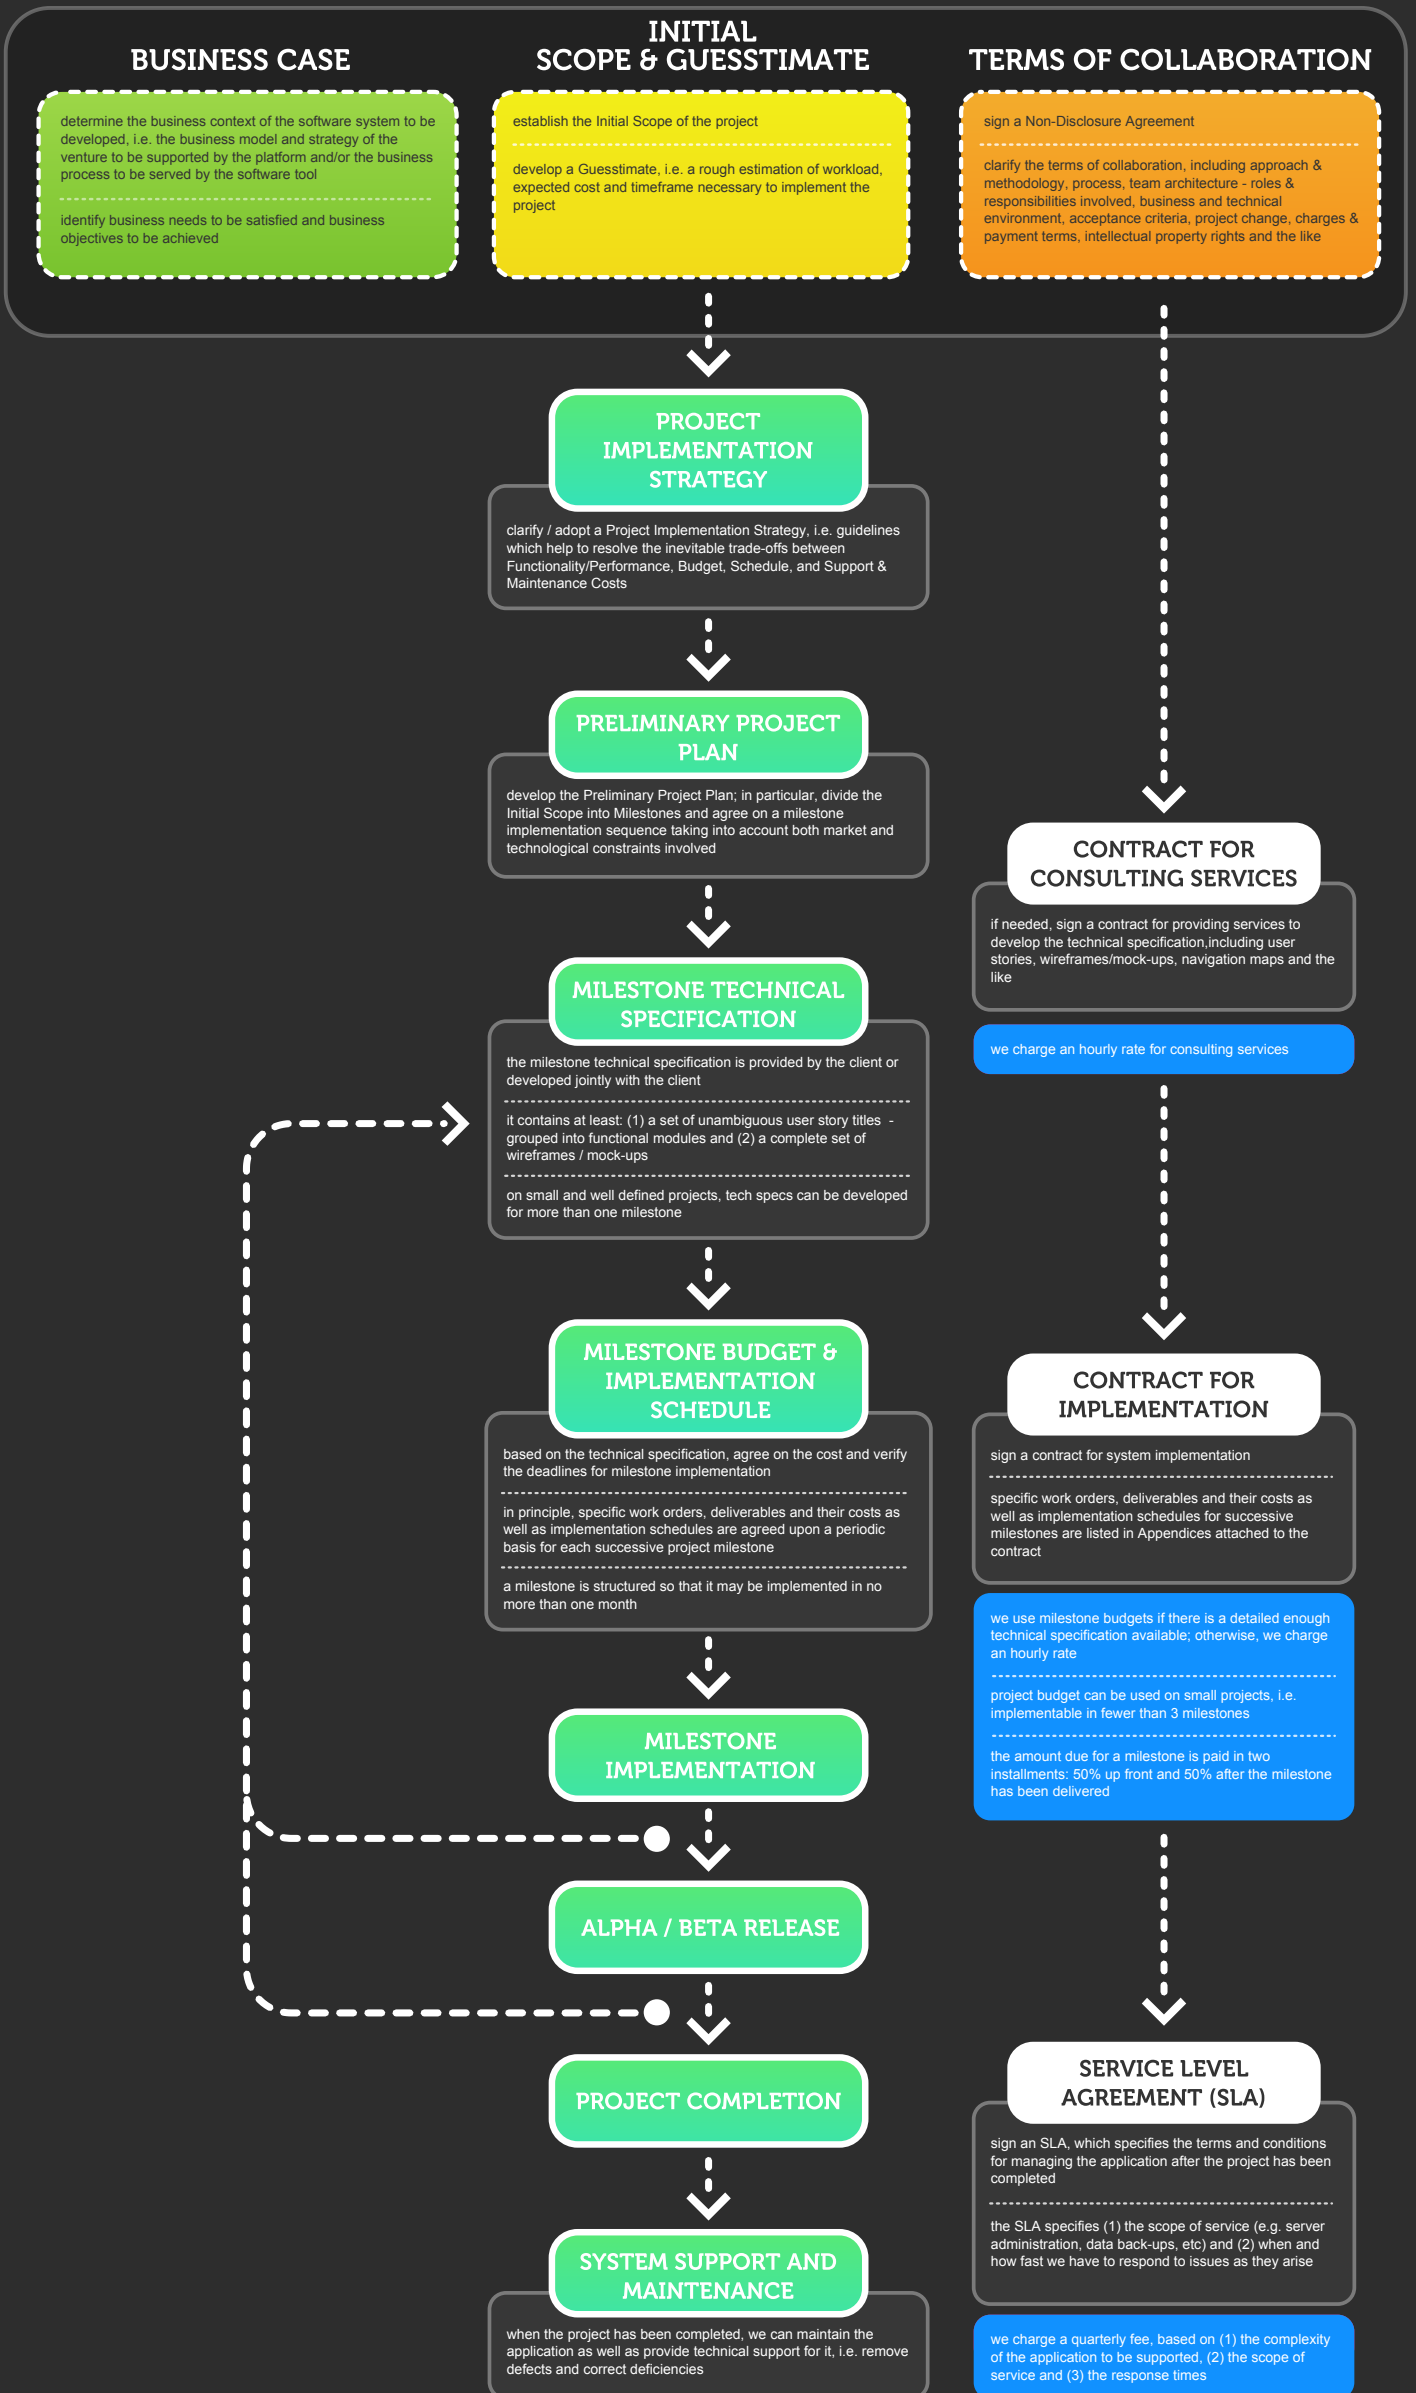 BUSINESS CASE
determine the business context of the software system to be
developed, i.e. the business model and strategy of the
venture to be supported by the platform and/or the business
process to be served by the software tool
identify business needs to be satisfied and business
objectives to be achieved
INITIAL
SCOPE & GUESSTIMATE
establish the Initial Scope of the project
develop a Guesstimate, i.e. a rough estimation of workload,
expected cost and timeframe necessary to implement the
project
TERMS OF COLLABORATION
sign a Non-Disclosure Agreement
clarify the terms of collaboration, including approach &
methodology, process, team architecture - roles &
responsibilities involved, business and technical
environment, acceptance criteria, project change, charges &
payment terms, intellectual property rights and the like
PROJECT
IMPLEMENTATION
STRATEGY
clarify / adopt a Project Implementation Strategy, i.e. guidelines
which help to resolve the inevitable trade-offs between
Functionality/Performance, Budget, Schedule, and Support &
Maintenance Costs
PRELIMINARY PROJECT
PLAN
develop the Preliminary Project Plan; in particular, divide the
Initial Scope into Milestones and agree on a milestone
implementation sequence taking into account both market and
technological constraints involved
MILESTONE TECHNICAL
SPECIFICATION
the milestone technical specification is provided by the client or
developed jointly with the client
it contains at least: (1) a set of unambiguous user story titles  -
grouped into functional modules and (2) a complete set of
wireframes / mock-ups
on small and well defined projects, tech specs can be developed
for more than one milestone
MILESTONE BUDGET &
IMPLEMENTATION
SCHEDULE
based on the technical specification, agree on the cost and verify
the deadlines for milestone implementation
in principle, specific work orders, deliverables and their costs as
well as implementation schedules are agreed upon a periodic
basis for each successive project milestone
a milestone is structured so that it may be implemented in no
more than one month
MILESTONE
IMPLEMENTATION
ALPHA / BETA RELEASE
PROJECT COMPLETION
SYSTEM SUPPORT AND
MAINTENANCE
when the project has been completed, we can maintain the
application as well as provide technical support for it, i.e. remove
defects and correct deficiencies
CONTRACT FOR
CONSULTING SERVICES
if needed, sign a contract for providing services to
develop the technical specification,including user
stories, wireframes/mock-ups, navigation maps and the
like
we charge an hourly rate for consulting services
CONTRACT FOR
IMPLEMENTATION
sign a contract for system implementation
specific work orders, deliverables and their costs as
well as implementation schedules for successive
milestones are listed in Appendices attached to the
contract
we use milestone budgets if there is a detailed enough
technical specification available; otherwise, we charge
an hourly rate
project budget can be used on small projects, i.e.
implementable in fewer than 3 milestones
the amount due for a milestone is paid in two
installments: 50% up front and 50% after the milestone
has been delivered
SERVICE LEVEL
AGREEMENT (SLA)
sign an SLA, which specifies the terms and conditions
for managing the application after the project has been
completed
the SLA specifies (1) the scope of service (e.g. server
administration, data back-ups, etc) and (2) when and
how fast we have to respond to issues as they arise
we charge a quarterly fee, based on (1) the complexity
of the application to be supported, (2) the scope of
service and (3) the response times